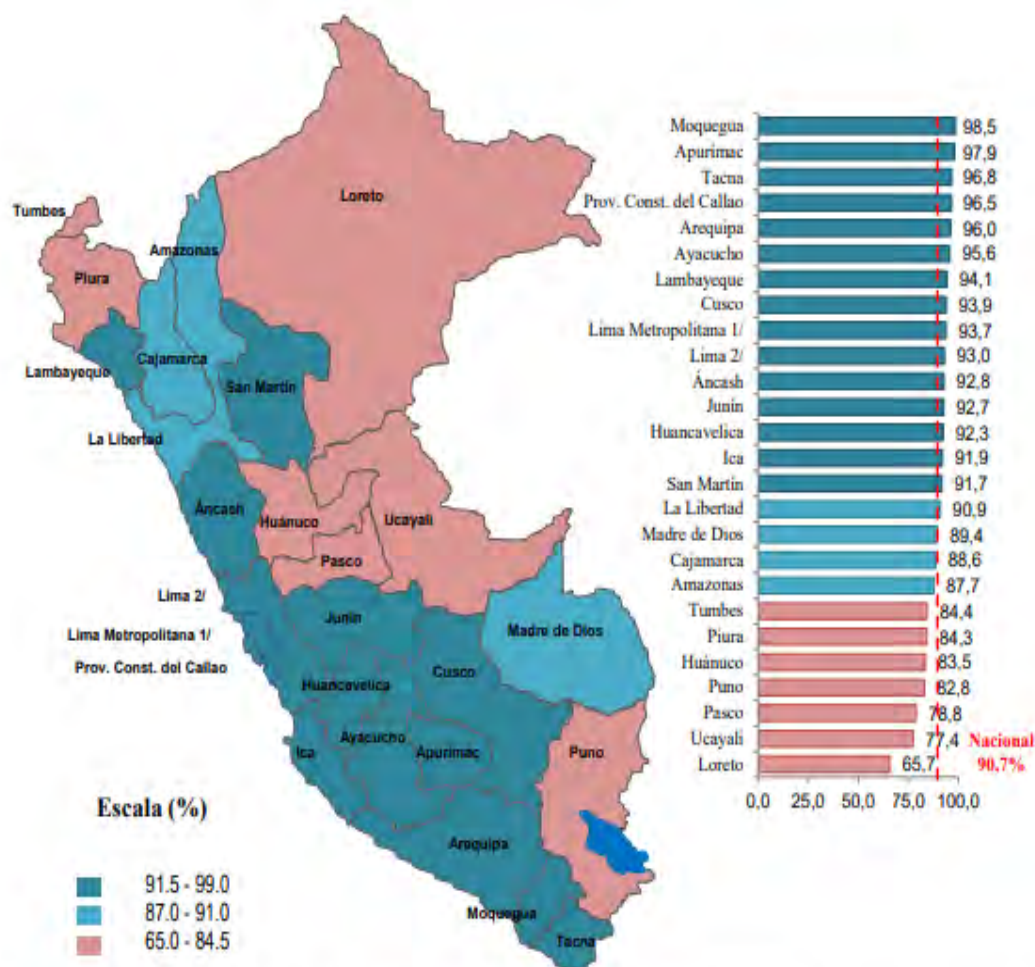 Loreto
Tumbes
Amazonas
Piura
Cajamarca
Lambayeque
San Martín
La Libertad
Áncash
Huánuco
Ucayali
Pasco
Lima 2/
Junín
Madre de Dios
Lima Metropolitana 1/
Cusco
Prov. Const. del Callao
Huancavelica
Ayacucho
Ica
Apurímac
Puno
Arequipa
Moquegua
Tacna
Escala (%)
91.5 - 99.0
87.0 - 91.0
65.0 - 84.5
Moquegua 98,5
Apurimac 97,9
Tacna 96,8
Prov. Const. del Callao 96,5
Arequipa 96,0
Ayacucho 95,6
Lambayeque 94,1
Cusco 93,9
Lima Metropolitana 1/ 93,7
Lima 2/ 93,0
Áncash 92,8
Junín 92,7
Huancavelica 92,3
Ica 91,9
San Martín 91,7
La Libertad 90,9
Madre de Dios 89,4
Cajamarca 88,6
Amazonas 87,7
Tumbes 84,4
Piura 84,3
Huánuco 83,5
Puno 82,8
Pasco 78,8
Ucayali 77,4
Loreto 65,7
Nacional
90.7%
0,0 25,0 50,0 75,0 100,0